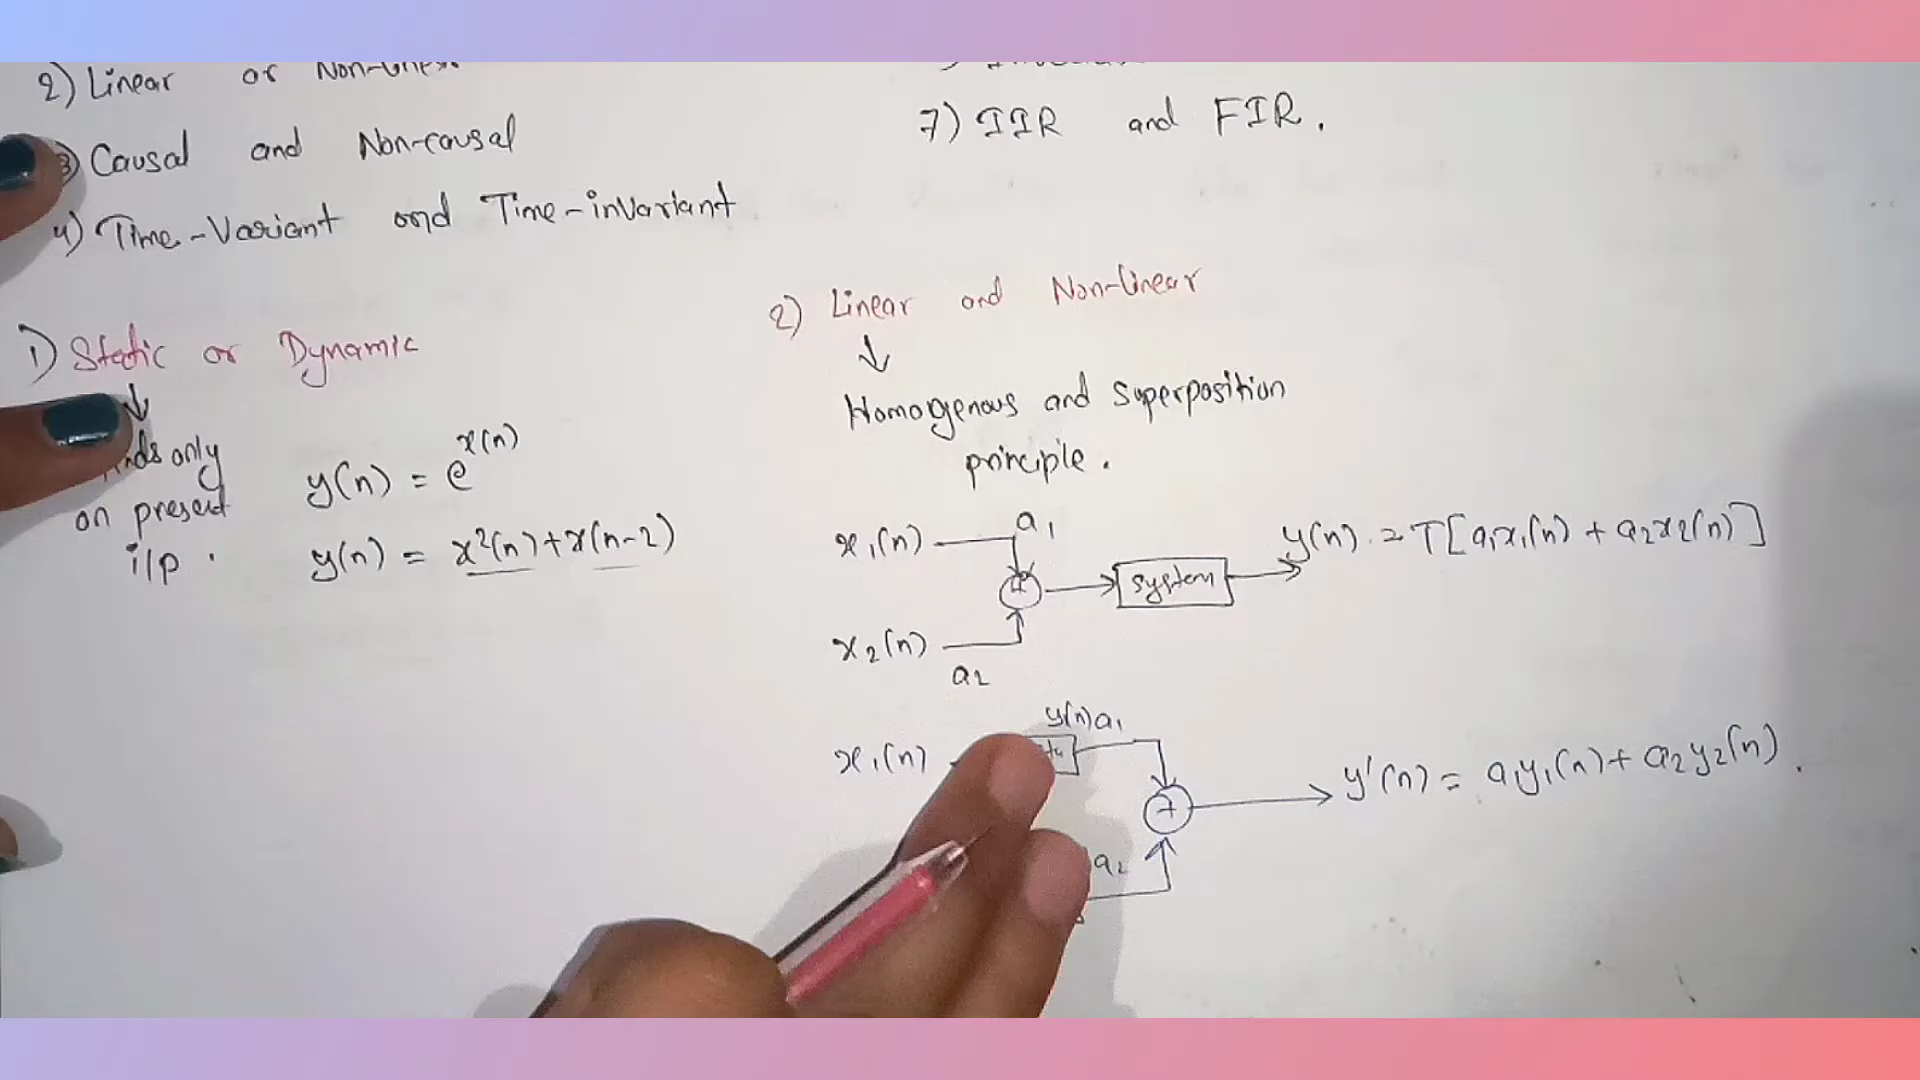 2) Linear or Non-linear
3) Causal and Non-causal
4) Time-Variant and Time-invariant
7) IIR and FIR.
1) Static or Dynamic
only
on present
i/p.
y(n) = e^x(n)
y(n) = x²(n)+x(n-2)
2) Linear and Non-linear
Homogenous and superposition
principle.
x₁(n) a₁
+ system y(n) = T[a₁x₁(n) + a₂x₂(n)]
x₂(n)
a₂
y(n)a₁
x₁(n)
+ y'(n) = a₁y₁(n)+ a₂y₂(n).
a₂